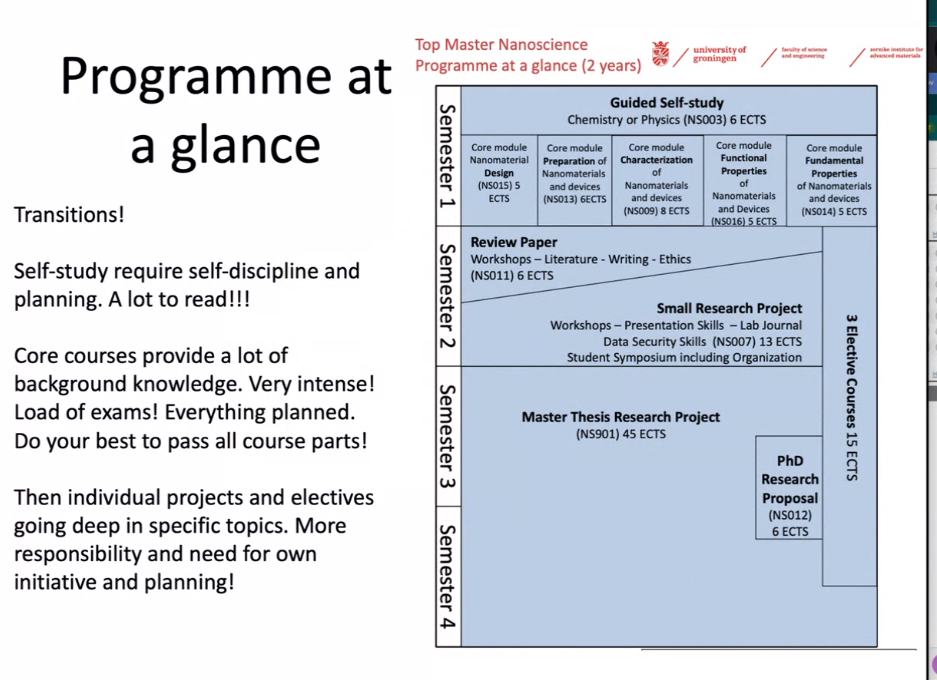 Programme at
a glance
Transitions!
Self-study require self-discipline and
planning. A lot to read!!!
Core courses provide a lot of
background knowledge. Very intense!
Load of exams! Everything planned.
Do your best to pass all course parts!
Then individual projects and electives
going deep in specific topics. More
responsibility and need for own
initiative and planning!
Top Master Nanoscience
Programme at a glance (2 years)
university of
groningen
faculty of science
and engineering
zernike institute for
advanced materials
Semester 1
Guided Self-study
Chemistry or Physics (NS003) 6 ECTS
Core module
Nanomaterial
Design
(NS015) 5
ECTS
Core module
Preparation of
Nanomaterials
and devices
(NS013) 6ECTS
Core module
Characterization
of
Nanomaterials
and devices
(NS009) 8 ECTS
Core module
Functional
Properties
of
Nanomaterials
and Devices
(NS016) 5 ECTS
Core module
Fundamental
Properties
of Nanomaterials
and devices
(NS014) 5 ECTS
Semester 2
Review Paper
Workshops – Literature - Writing - Ethics
(NS011) 6 ECTS
Small Research Project
Workshops – Presentation Skills – Lab Journal
Data Security Skills (NS007) 13 ECTS
Student Symposium including Organization
3 Elective Courses 15 ECTS
Semester 3
Master Thesis Research Project
(NS901) 45 ECTS
PhD
Research
Proposal
(NS012)
6 ECTS
Semester 4